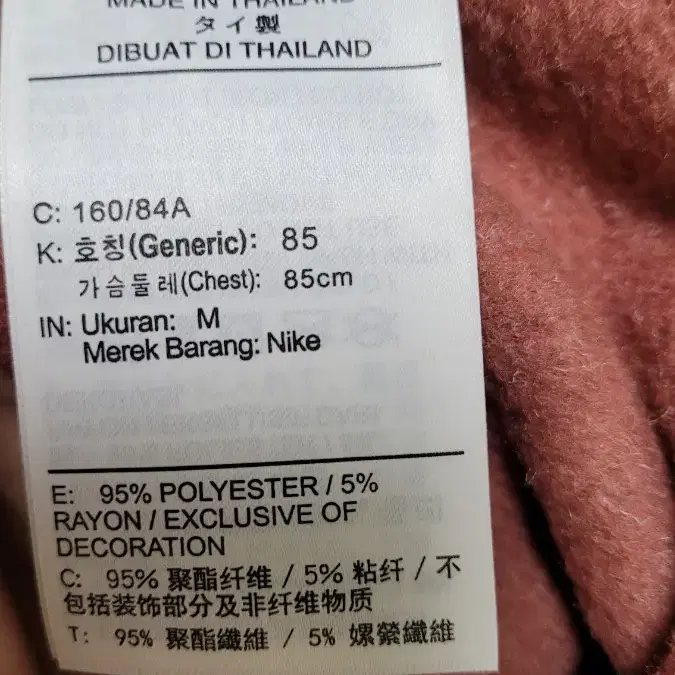 MADE IN THAILAND
タイ製
DIBUAT DI THAILAND
C: 160/84A
K: 호칭(Generic): 85
가슴둘레(Chest): 85cm
IN: Ukuran: M
Merek Barang: Nike
E: 95% POLYESTER / 5%
RAYON / EXCLUSIVE OF
DECORATION
C: 95% 聚酯纤维 / 5% 粘纤 / 不
包括装饰部分及非纤维物质
T: 95% 聚酯纖維 / 5% 嫘縈纖維